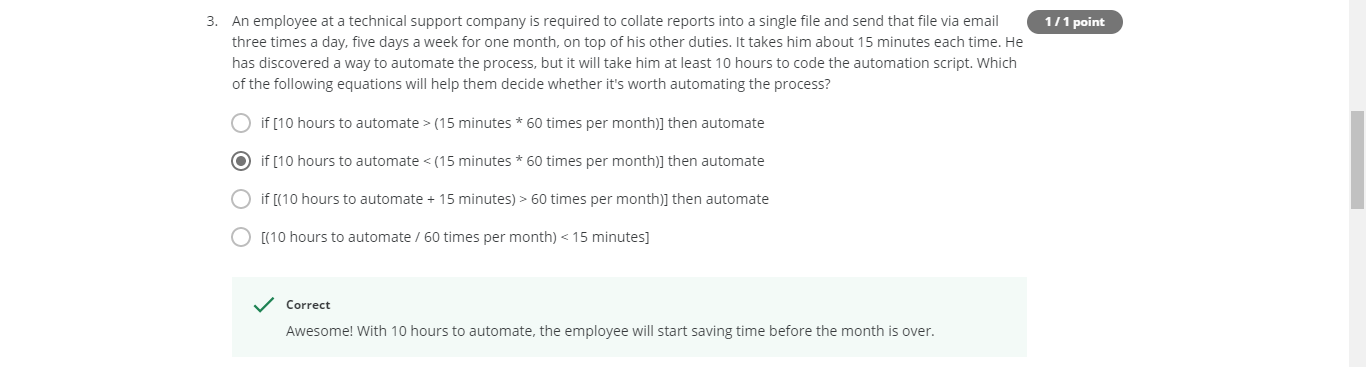 3. An employee at a technical support company is required to collate reports into a single file and send that file via email
1 / 1 point
three times a day, five days a week for one month, on top of his other duties. It takes him about 15 minutes each time. He
has discovered a way to automate the process, but it will take him at least 10 hours to code the automation script. Which
of the following equations will help them decide whether it's worth automating the process?
if [10 hours to automate > (15 minutes * 60 times per month)] then automate
if [10 hours to automate < (15 minutes * 60 times per month)] then automate
if [(10 hours to automate + 15 minutes) > 60 times per month)] then automate
[(10 hours to automate / 60 times per month) < 15 minutes]
Correct
Awesome! With 10 hours to automate, the employee will start saving time before the month is over.